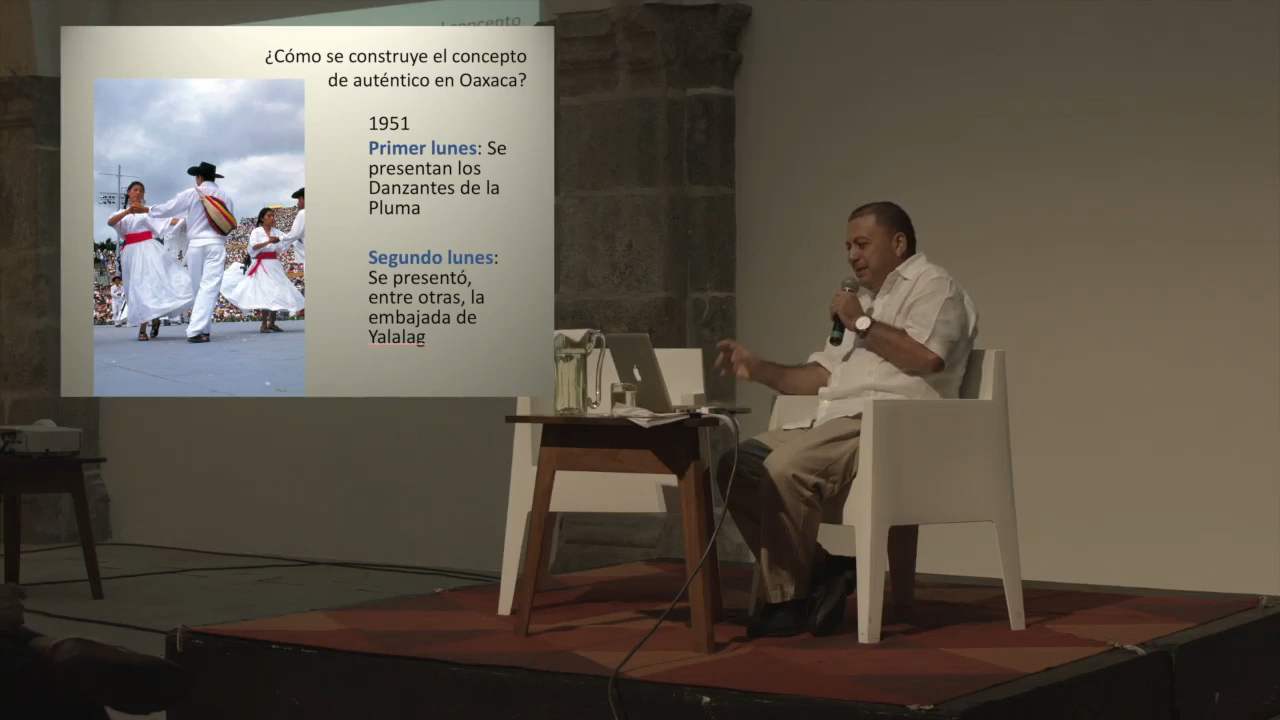 l concepto
¿Cómo se construye el concepto
de auténtico en Oaxaca?
1951
Primer lunes: Se
presentan los
Danzantes de la
Pluma
Segundo lunes:
Se presentó,
entre otras, la
embajada de
Yalalag